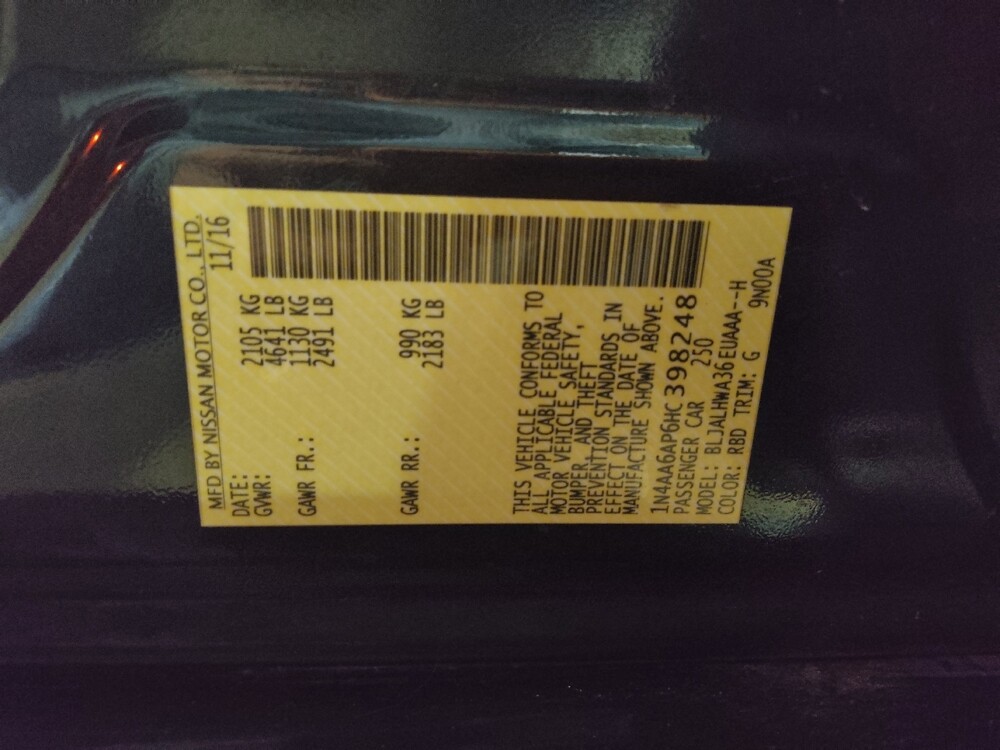 MFD BY NISSAN MOTOR CO., LTD.
DATE: 11/16
GVWR: 2105 KG
4641 LB
GAWR FR.: 1130 KG
2491 LB
GAWR RR.: 990 KG
2183 LB
THIS VEHICLE CONFORMS TO
ALL APPLICABLE FEDERAL
MOTOR VEHICLE SAFETY,
BUMPER, AND THEFT
PREVENTION STANDARDS IN
EFFECT ON THE DATE OF
MANUFACTURE SHOWN ABOVE.
1N4AA6AP6HC398248
PASSENGER CAR 250
MODEL: BLJALHWA36EUAAA--H
COLOR: RBD TRIM: G 9N00A